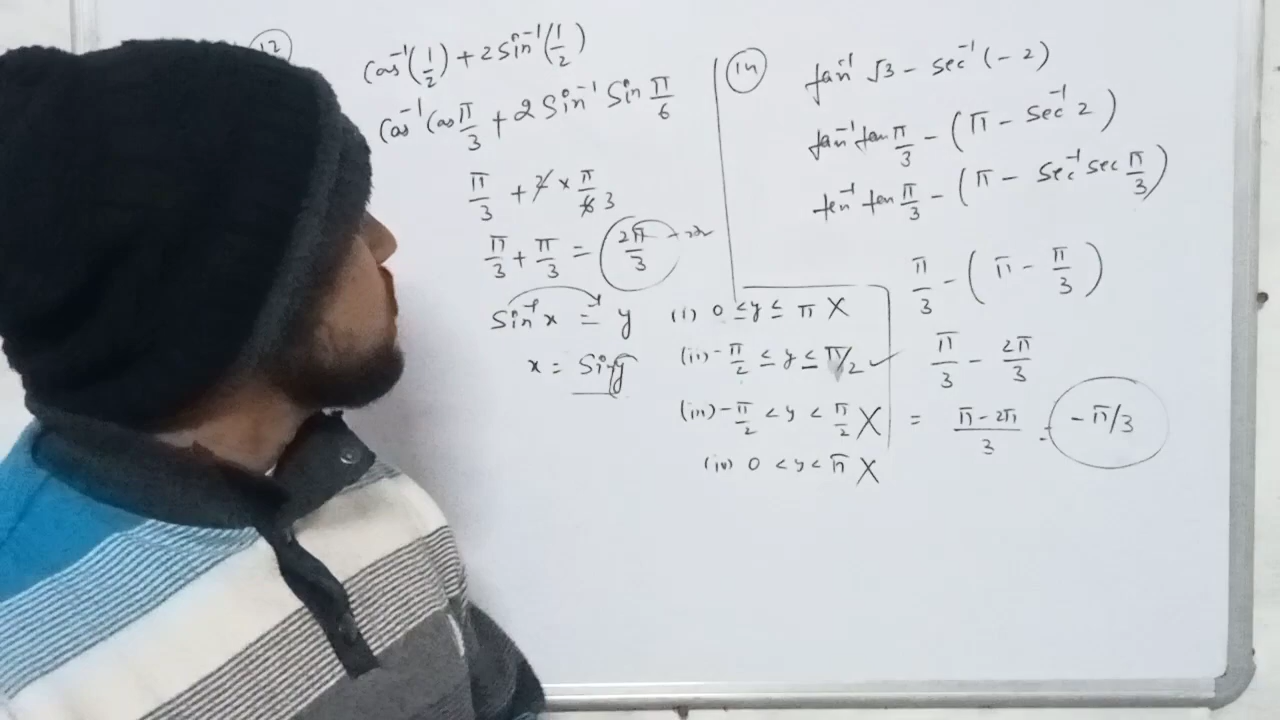 12
Cos⁻¹(1/2) + 2 Sin⁻¹(1/2)
Cos⁻¹ Cos π/3 + 2 Sin⁻¹ Sin π/6
π/3 + 2 × π/6 3
π/3 + π/3 = 2π/3
Sin⁻¹ x = y
x = Sin y
(i) 0 ≤ y ≤ π X
(ii) -π/2 ≤ y ≤ π/2 ✓
(iii) -π/2 < y < π/2 X
(iv) 0 < y < π X
14
tan⁻¹ √3 - sec⁻¹ (-2)
tan⁻¹ tan π/3 - (π - sec⁻¹ 2)
tan⁻¹ tan π/3 - (π - sec⁻¹ sec π/3)
π/3 - (π - π/3)
π/3 - 2π/3
= π - 2π/3 = -π/3